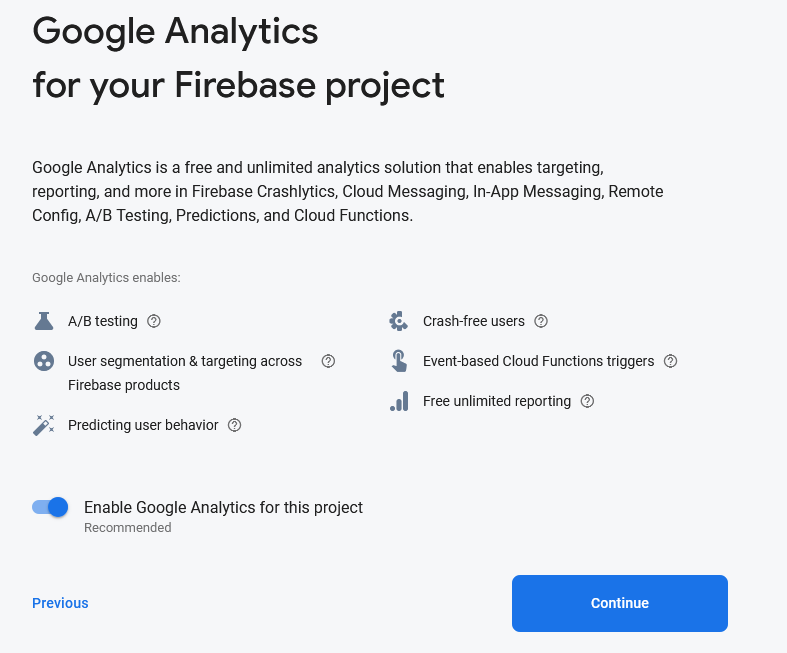 Google Analytics
for your Firebase project
Google Analytics is a free and unlimited analytics solution that enables targeting,
reporting, and more in Firebase Crashlytics, Cloud Messaging, In-App Messaging, Remote
Config, A/B Testing, Predictions, and Cloud Functions.
Google Analytics enables:
A/B testing
User segmentation & targeting across
Firebase products
Predicting user behavior
Crash-free users
Event-based Cloud Functions triggers
Free unlimited reporting
Enable Google Analytics for this project
Recommended
Previous
Continue